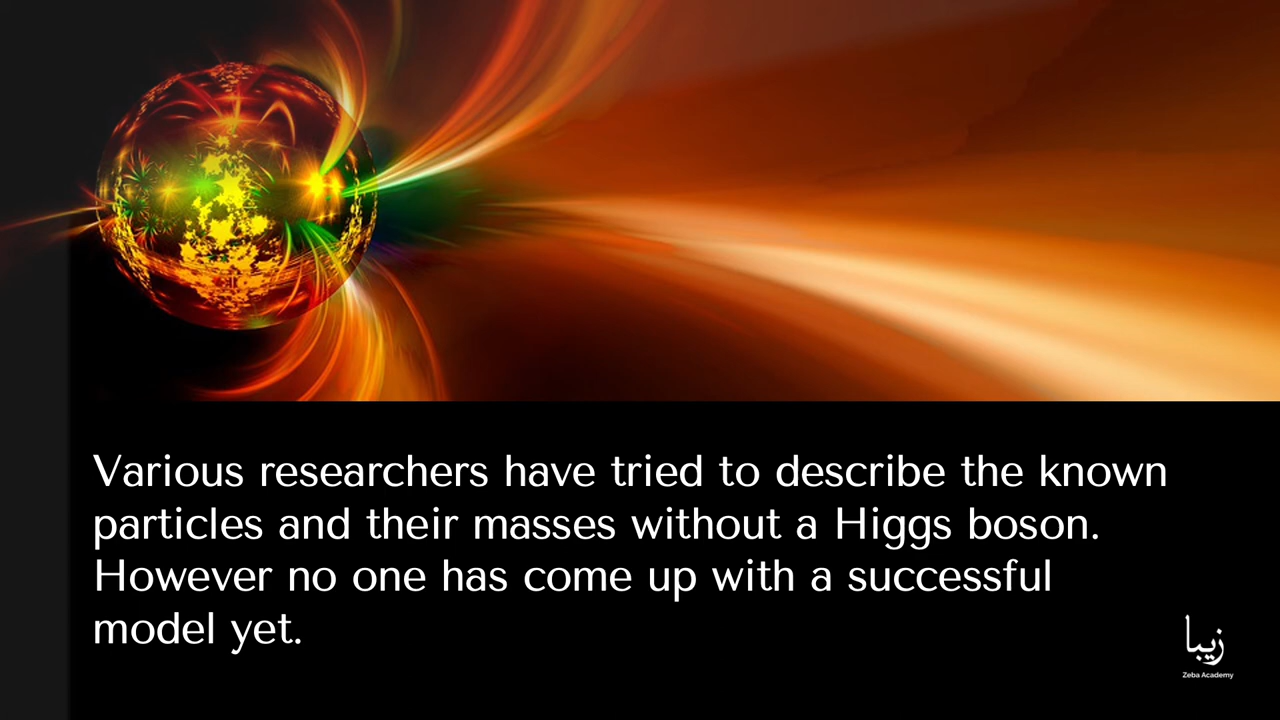 Various researchers have tried to describe the known
particles and their masses without a Higgs boson.
However no one has come up with a successful
model yet.
زیبا
Zeba Academy